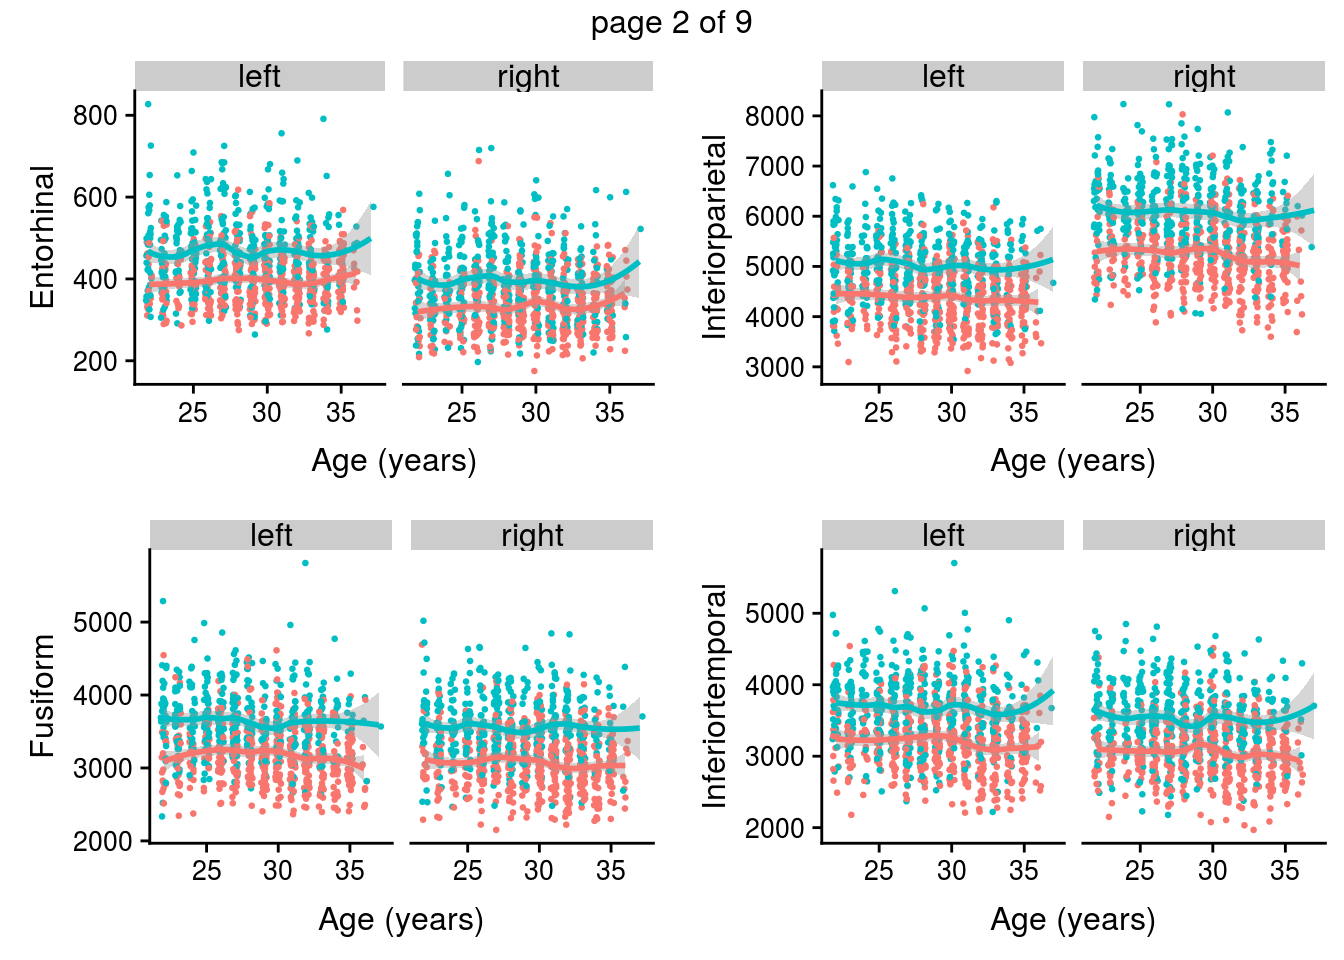 page 2 of 9
left right
Entorhinal
800
600
400
200
25 30 35 25 30 35
Age (years)
left right
Inferiorparietal
8000
7000
6000
5000
4000
3000
25 30 35 25 30 35
Age (years)
left right
Fusiform
5000
4000
3000
2000
25 30 35 25 30 35
Age (years)
left right
Inferiortemporal
5000
4000
3000
2000
25 30 35 25 30 35
Age (years)